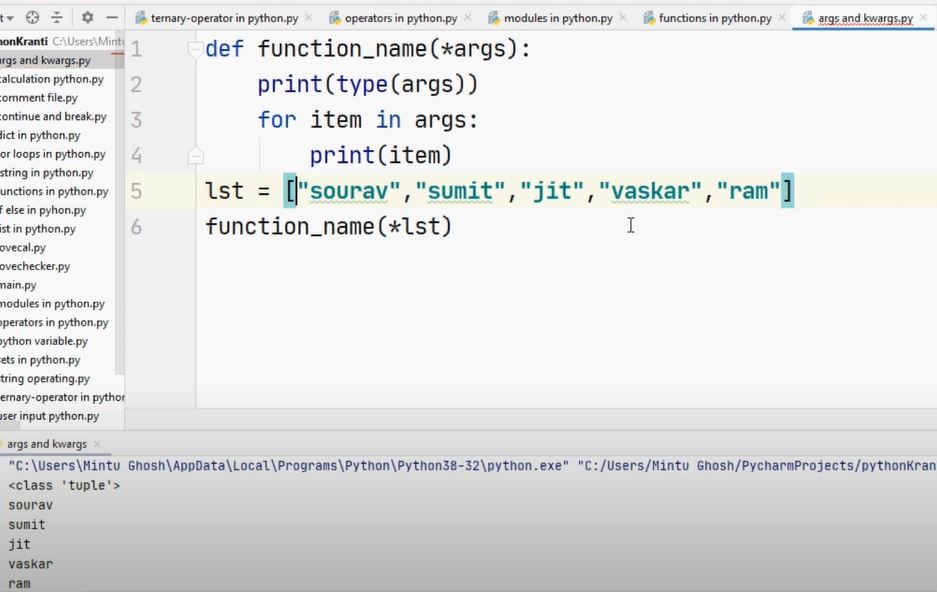 ternary-operator in python.py operators in python.py modules in python.py functions in python.py args and kwargs.py
C:\Users\Mintu
args and kwargs.py
calculation python.py
comment file.py
continue and break.py
dict in python.py
for loops in python.py
string in python.py
functions in python.py
if else in pyhon.py
list in python.py
lovecal.py
lovechecker.py
main.py
modules in python.py
operators in python.py
python variable.py
sets in python.py
string operating.py
ternary-operator in python
user input python.py
1 def function_name(*args):
2 print(type(args))
3 for item in args:
4 print(item)
5 lst = ["sourav","sumit","jit","vaskar","ram"]
6 function_name(*lst)
args and kwargs
"C:\Users\Mintu Ghosh\AppData\Local\Programs\Python\Python38-32\python.exe" "C:/Users/Mintu Ghosh/PycharmProjects/pythonKran
<class 'tuple'>
sourav
sumit
jit
vaskar
ram